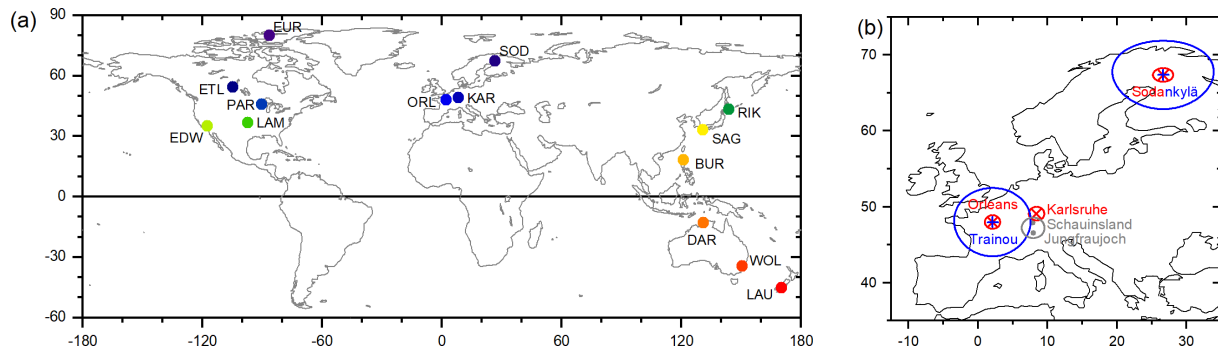 (a)
90
60
30
0
-30
-60
-180
-120
-60
0
60
120
180
EUR
SOD
ETL
PAR
ORL
KAR
EDW
LAM
RIK
SAG
BUR
DAR
WOL
LAU
(b)
70
60
50
40
-10
0
10
20
30
Sodankylä
Orleans
Trainou
Karlsruhe
Schauinsland
Jungfraujoch